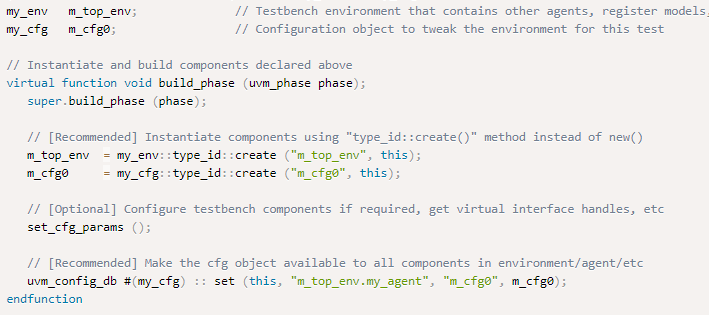 my_env   m_top_env;              // Testbench environment that contains other agents, register models,
my_cfg   m_cfg0;                 // Configuration object to tweak the environment for this test
// Instantiate and build components declared above
virtual function void build_phase (uvm_phase phase);
   super.build_phase (phase);
   // [Recommended] Instantiate components using "type_id::create()" method instead of new()
   m_top_env  = my_env::type_id::create ("m_top_env", this);
   m_cfg0     = my_cfg::type_id::create ("m_cfg0", this);
   // [Optional] Configure testbench components if required, get virtual interface handles, etc
   set_cfg_params ();
   // [Recommended] Make the cfg object available to all components in environment/agent/etc
   uvm_config_db #(my_cfg) :: set (this, "m_top_env.my_agent", "m_cfg0", m_cfg0);
endfunction